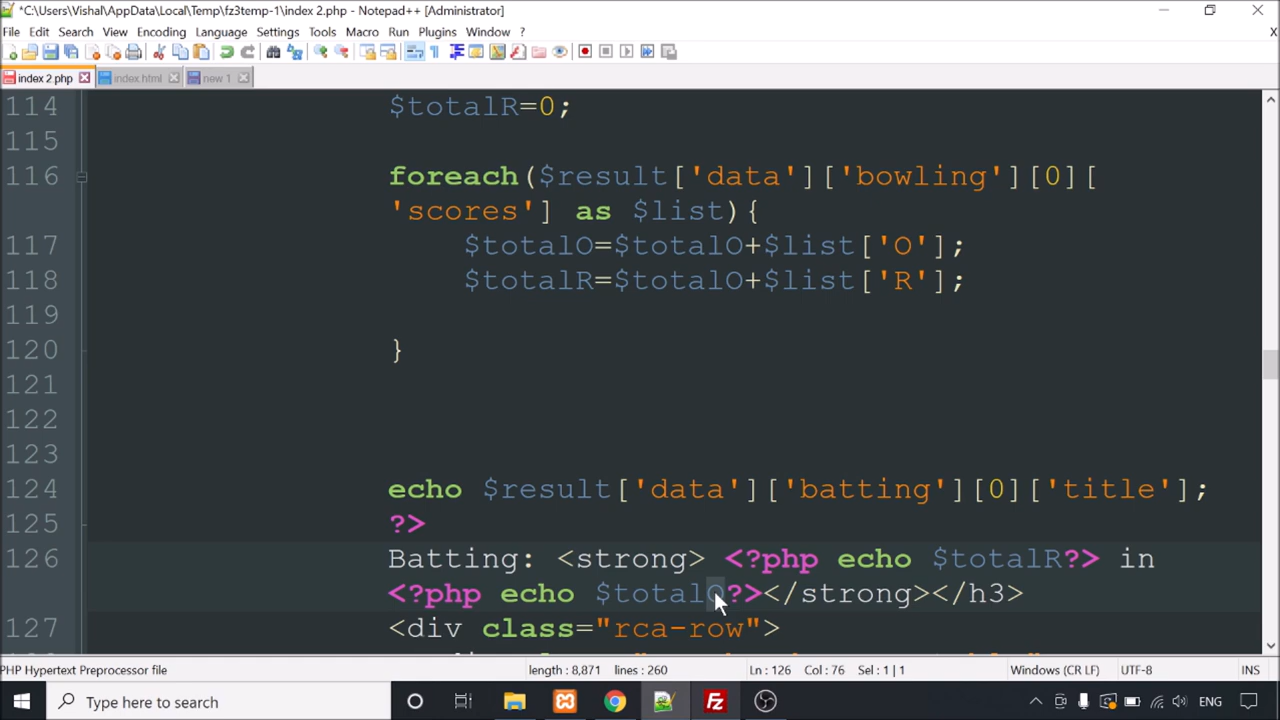 *C:\Users\Vishal\AppData\Local\Temp\fz3temp-1\index 2.php - Notepad++ [Administrator]
File Edit Search View Encoding Language Settings Tools Macro Run Plugins Window ? X
index 2.php index.html new 1
114 $totalR=0;
115
116 foreach($result['data']['bowling'][0][
'scores'] as $list){
117 $totalO=$totalO+$list['O'];
118 $totalR=$totalO+$list['R'];
119
120 }
121
122
123
124 echo $result['data']['batting'][0]['title'];
125 ?>
126 Batting: <strong> <?php echo $totalR?> in
<?php echo $totalO?></strong></h3>
127 <div class="rca-row">
PHP Hypertext Preprocessor file length : 8,871 lines : 260 Ln : 126 Col : 76 Sel : 1 | 1 Windows (CR LF) UTF-8 INS
Type here to search ENG